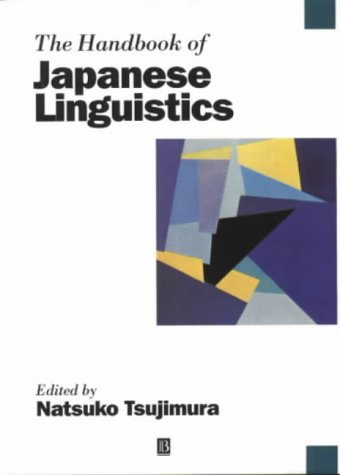 The Handbook of
Japanese
Linguistics
Edited by
Natsuko Tsujimura
B